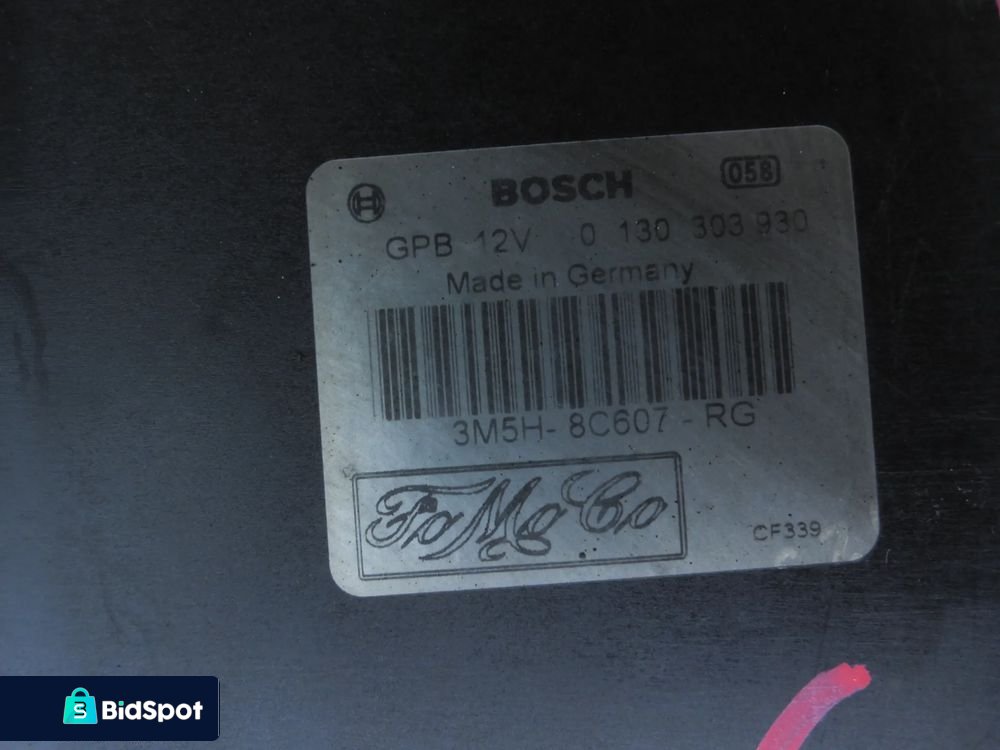 BOSCH 058
GPB 12V 0 130 303 930
Made in Germany
3M5H- 8C607 - RG
FoMoCo
CF339
BidSpot